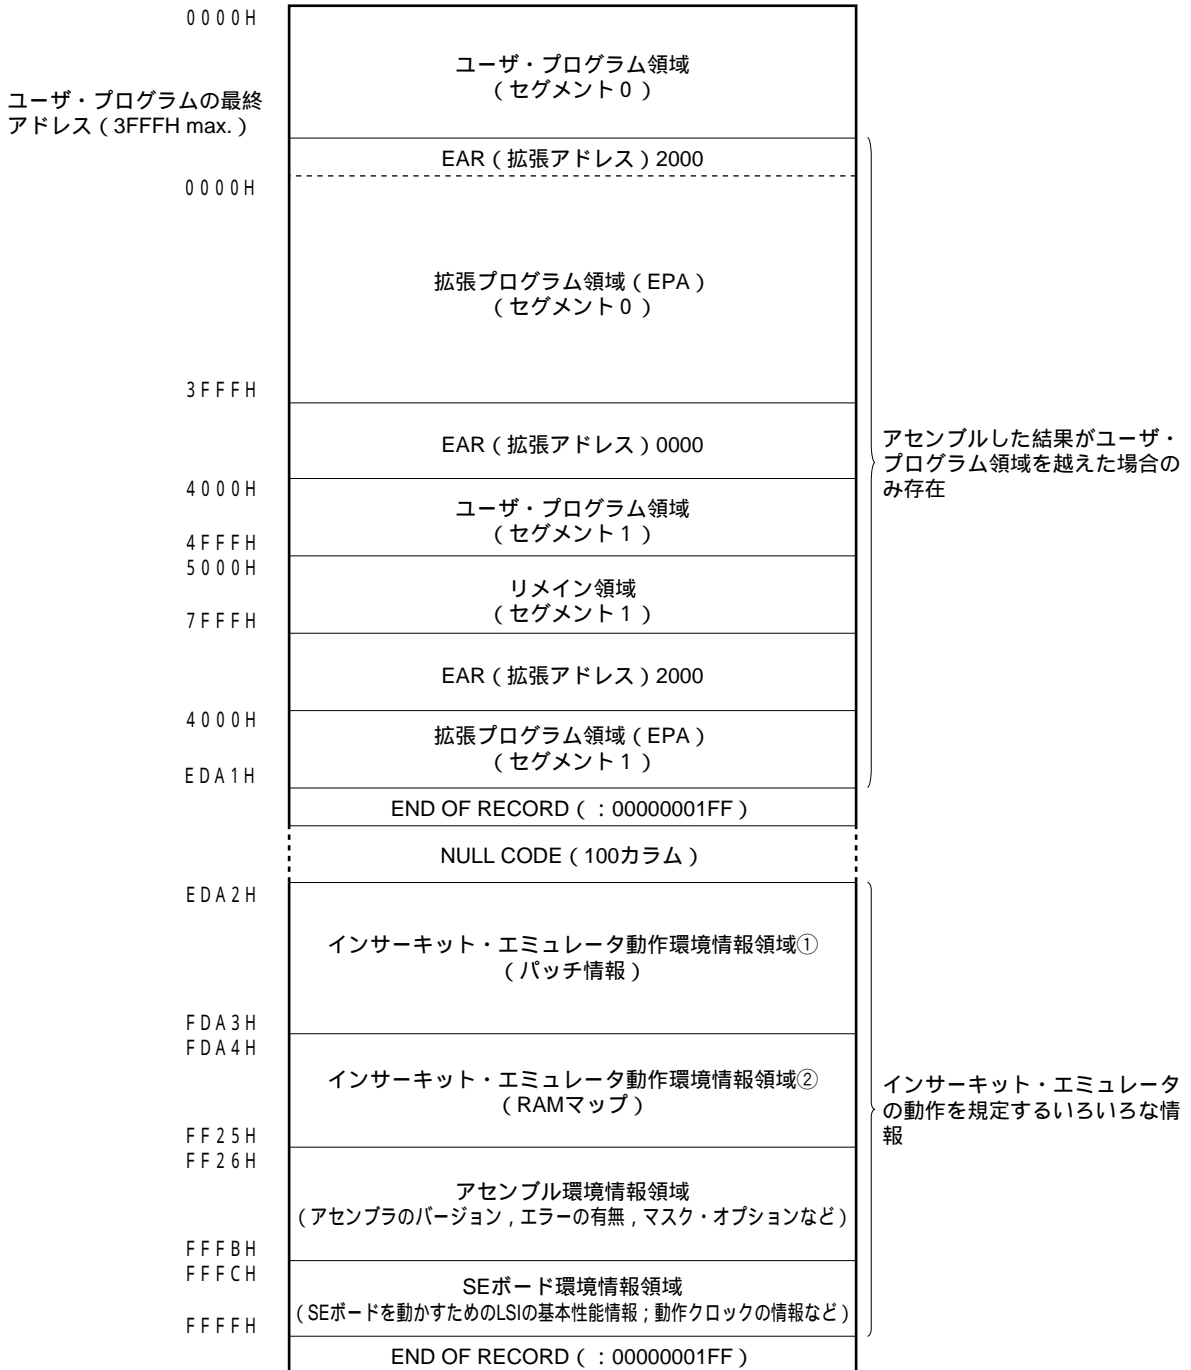 0000H
ユーザ・プログラム領域
（セグメント0）
ユーザ・プログラムの最終
アドレス（3FFFH max.）
EAR（拡張アドレス）2000
0000H
拡張プログラム領域（EPA）
（セグメント0）
3FFFH
EAR（拡張アドレス）0000
アセンブルした結果がユーザ・
プログラム領域を越えた場合の
み存在
4000H
ユーザ・プログラム領域
（セグメント1）
4FFFH
5000H
リメイン領域
（セグメント1）
7FFFH
EAR（拡張アドレス）2000
4000H
拡張プログラム領域（EPA）
（セグメント1）
EDA1H
END OF RECORD（：00000001FF）
NULL CODE（100カラム）
EDA2H
インサーキット・エミュレータ動作環境情報領域①
（パッチ情報）
FDA3H
FDA4H
インサーキット・エミュレータ動作環境情報領域②
（RAMマップ）
インサーキット・エミュレータ
の動作を規定するいろいろな情
報
FF25H
FF26H
アセンブル環境情報領域
（アセンブラのバージョン，エラーの有無，マスク・オプションなど）
FFFBH
FFFCH
SEボード環境情報領域
（SEボードを動かすためのLSIの基本性能情報；動作クロックの情報など）
FFFFH
END OF RECORD（：00000001FF）